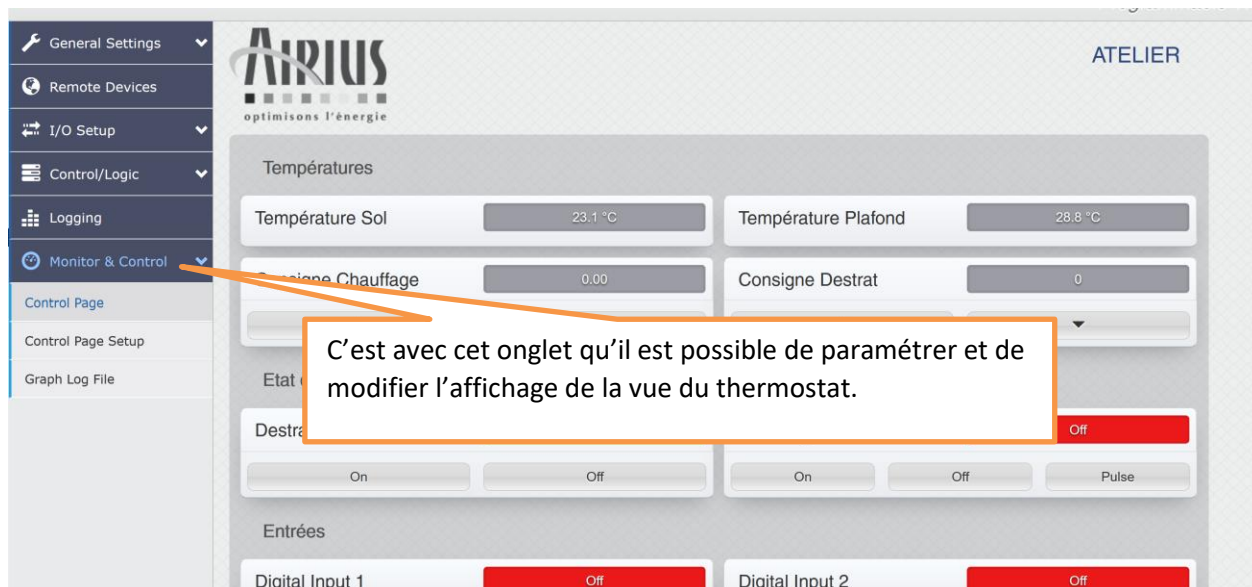 General Settings
Remote Devices
I/O Setup
Control/Logic
Logging
Monitor & Control
Control Page
Control Page Setup
Graph Log File
AIRIUS
optimisons l'énergie
ATELIER
Températures
Température Sol 23.1 °C
Température Plafond 28.8 °C
Chauffage 0.00
Consigne Destrat 0
C'est avec cet onglet qu'il est possible de paramétrer et de
modifier l'affichage de la vue du thermostat.
Etat
Off
On Off
On Off Pulse
Entrées
Digital Input 1 Off
Digital Input 2 Off